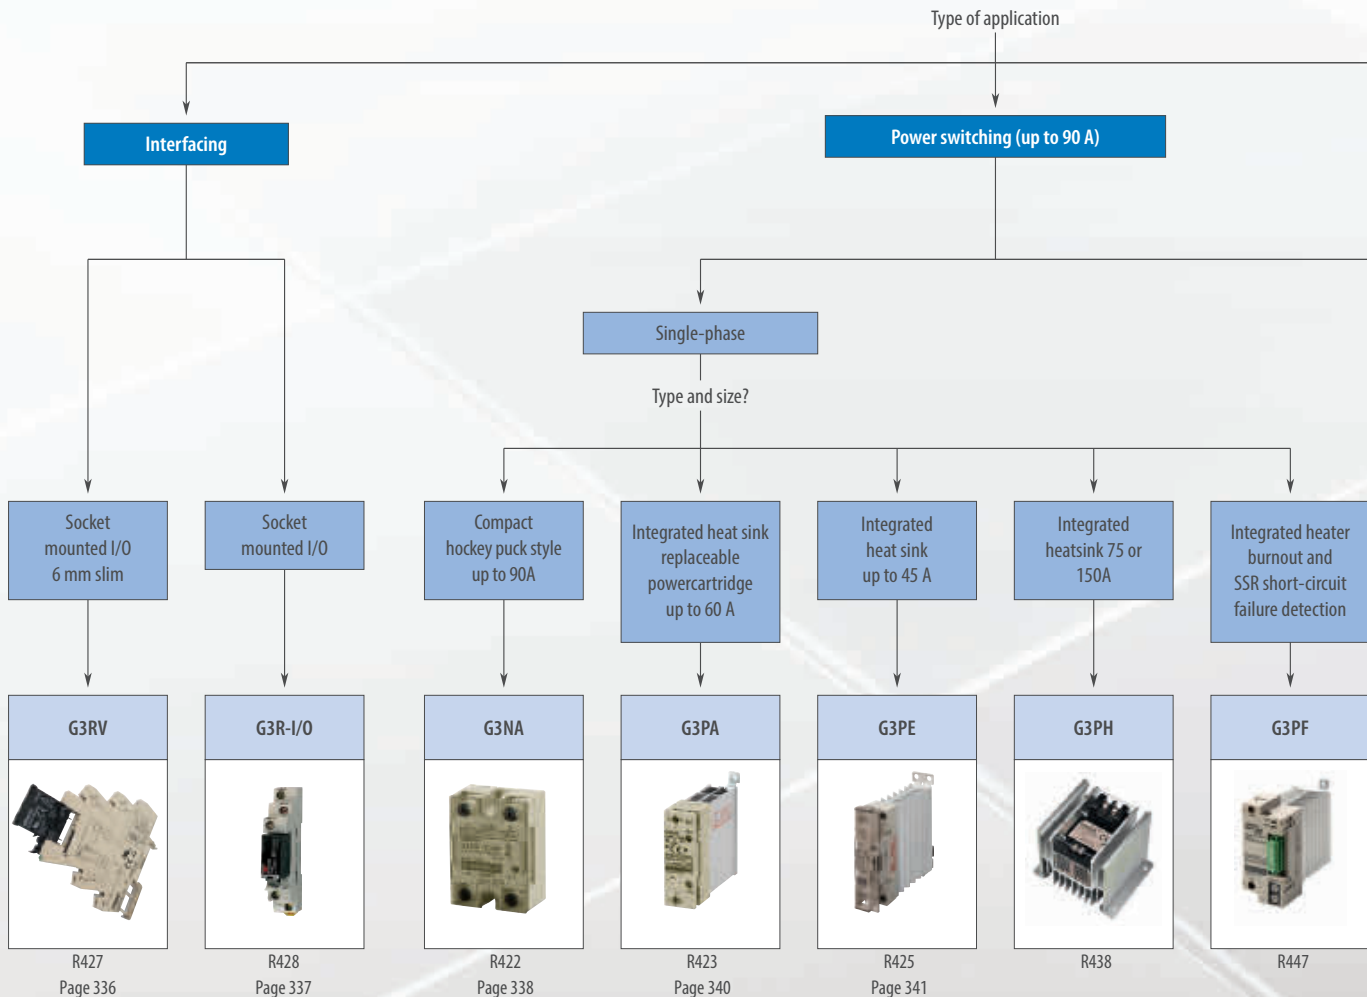 Type of application
Interfacing
Power switching (up to 90 A)
Single-phase
Type and size?
Socket
mounted I/O
6 mm slim
Socket
mounted I/O
Compact
hockey puck style
up to 90A
Integrated heat sink
replaceable
powercartridge
up to 60 A
Integrated
heat sink
up to 45 A
Integrated
heatsink 75 or
150A
Integrated heater
burnout and
SSR short-circuit
failure detection
G3RV
G3R-I/O
G3NA
G3PA
G3PE
G3PH
G3PF
R427
Page 336
R428
Page 337
R422
Page 338
R423
Page 340
R425
Page 341
R438
R447